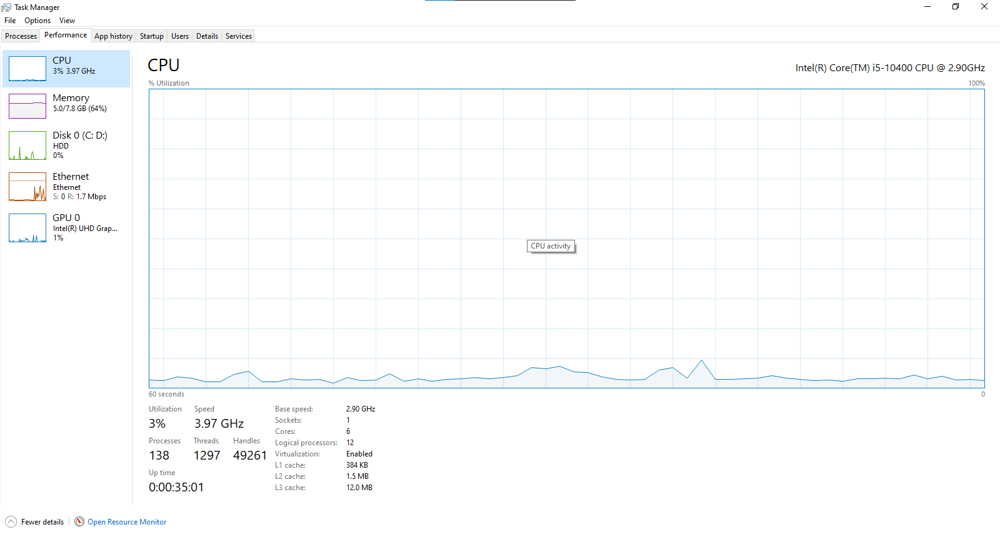 Task Manager
File Options View
Processes Performance App history Startup Users Details Services
CPU
3% 3.97 GHz
Memory
5.0/7.8 GB (64%)
Disk 0 (C: D:)
HDD
0%
Ethernet
Ethernet
S: 0 R: 1.7 Mbps
GPU 0
Intel(R) UHD Grap...
1%
CPU
Intel(R) Core(TM) i5-10400 CPU @ 2.90GHz
% Utilization
100%
CPU activity
60 seconds
0
Utilization Speed
3% 3.97 GHz
Processes Threads Handles
138 1297 49261
Up time
0:00:35:01
Base speed: 2.90 GHz
Sockets: 1
Cores: 6
Logical processors: 12
Virtualization: Enabled
L1 cache: 384 KB
L2 cache: 1.5 MB
L3 cache: 12.0 MB
Fewer details
Open Resource Monitor